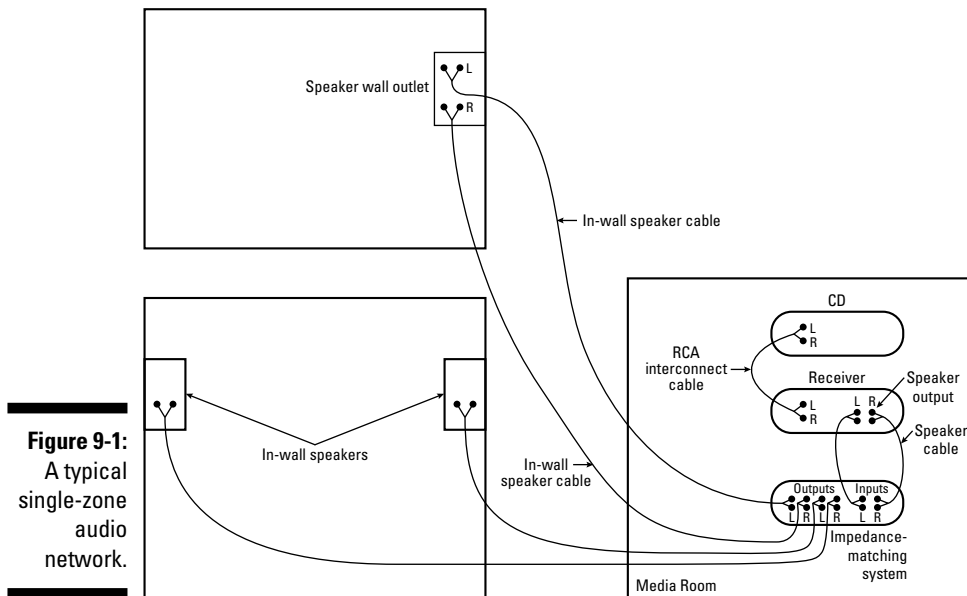 L
Speaker wall outlet
R
In-wall speaker cable
CD
L
R
RCA
interconnect
cable
Receiver
Speaker
output
L R
L
R
Speaker
cable
Figure 9-1:
A typical
single-zone
audio
network.
In-wall speakers
In-wall
speaker cable
Outputs Inputs
L R L R L R
Impedance-
matching
system
Media Room